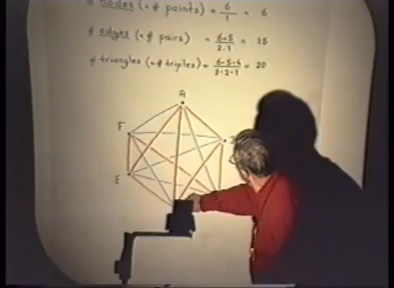 # nodes (= # points) = 6/1 = 6
# edges (= # pairs) = 6·5/2·1 = 15
# triangles (= # triples) = 6·5·4/3·2·1 = 20
A
F
E